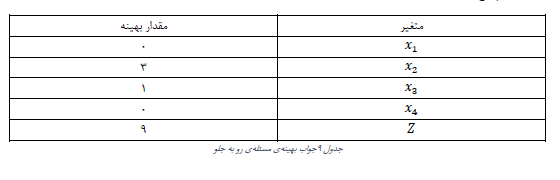 متغیر مقدار بهینه
x₁ ۰
x₂ ۳
x₃ ۱
x₄ ۰
Z ۹
جدول ۹ جواب بهینه‌ی مسئله‌ی رو به جلو